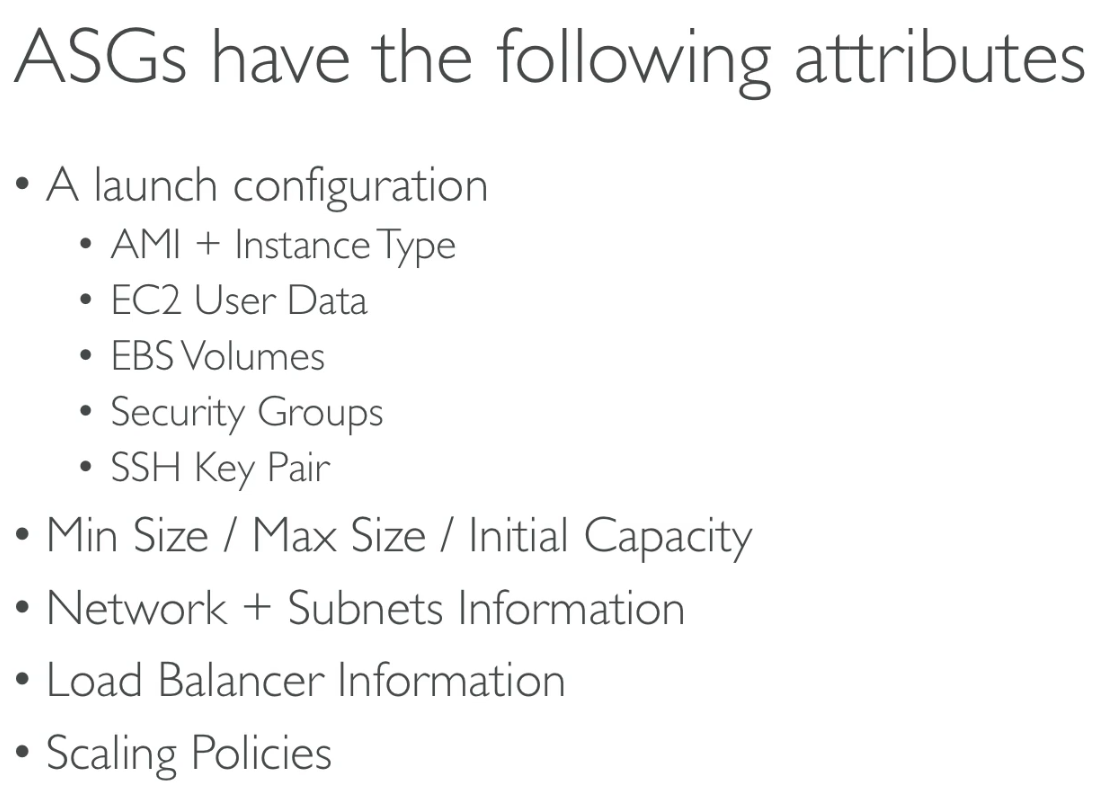 ASGs have the following attributes
• A launch configuration
• AMI + Instance Type
• EC2 User Data
• EBS Volumes
• Security Groups
• SSH Key Pair
• Min Size / Max Size / Initial Capacity
• Network + Subnets Information
• Load Balancer Information
• Scaling Policies